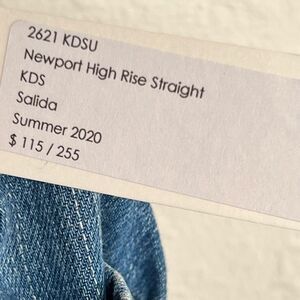 2621 KDSU
Newport High Rise Straight
KDS
Salida
Summer 2020
$ 115 / 255